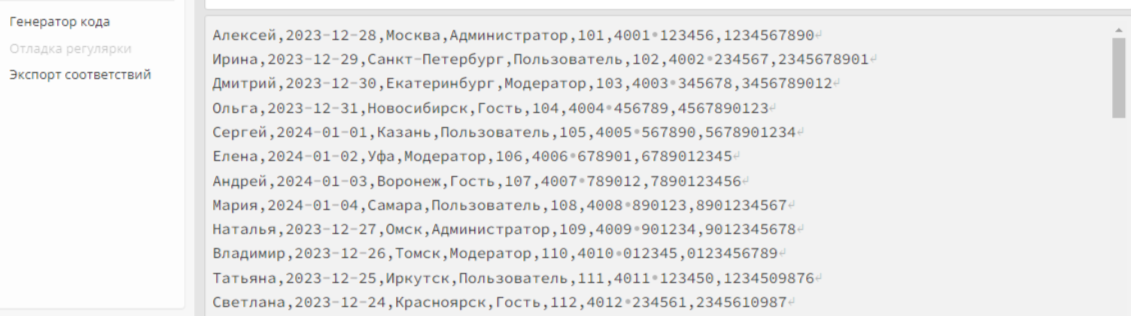 Генератор кода
Отладка регулярки
Экспорт соответствий
Алексей,2023-12-28,Москва,Администратор,101,4001•123456,1234567890↵
Ирина,2023-12-29,Санкт-Петербург,Пользователь,102,4002•234567,2345678901↵
Дмитрий,2023-12-30,Екатеринбург,Модератор,103,4003•345678,3456789012↵
Ольга,2023-12-31,Новосибирск,Гость,104,4004•456789,4567890123↵
Сергей,2024-01-01,Казань,Пользователь,105,4005•567890,5678901234↵
Елена,2024-01-02,Уфа,Модератор,106,4006•678901,6789012345↵
Андрей,2024-01-03,Воронеж,Гость,107,4007•789012,7890123456↵
Мария,2024-01-04,Самара,Пользователь,108,4008•890123,8901234567↵
Наталья,2023-12-27,Омск,Администратор,109,4009•901234,9012345678↵
Владимир,2023-12-26,Томск,Модератор,110,4010•012345,0123456789↵
Татьяна,2023-12-25,Иркутск,Пользователь,111,4011•123450,1234509876↵
Светлана,2023-12-24,Красноярск,Гость,112,4012•234561,2345610987↵